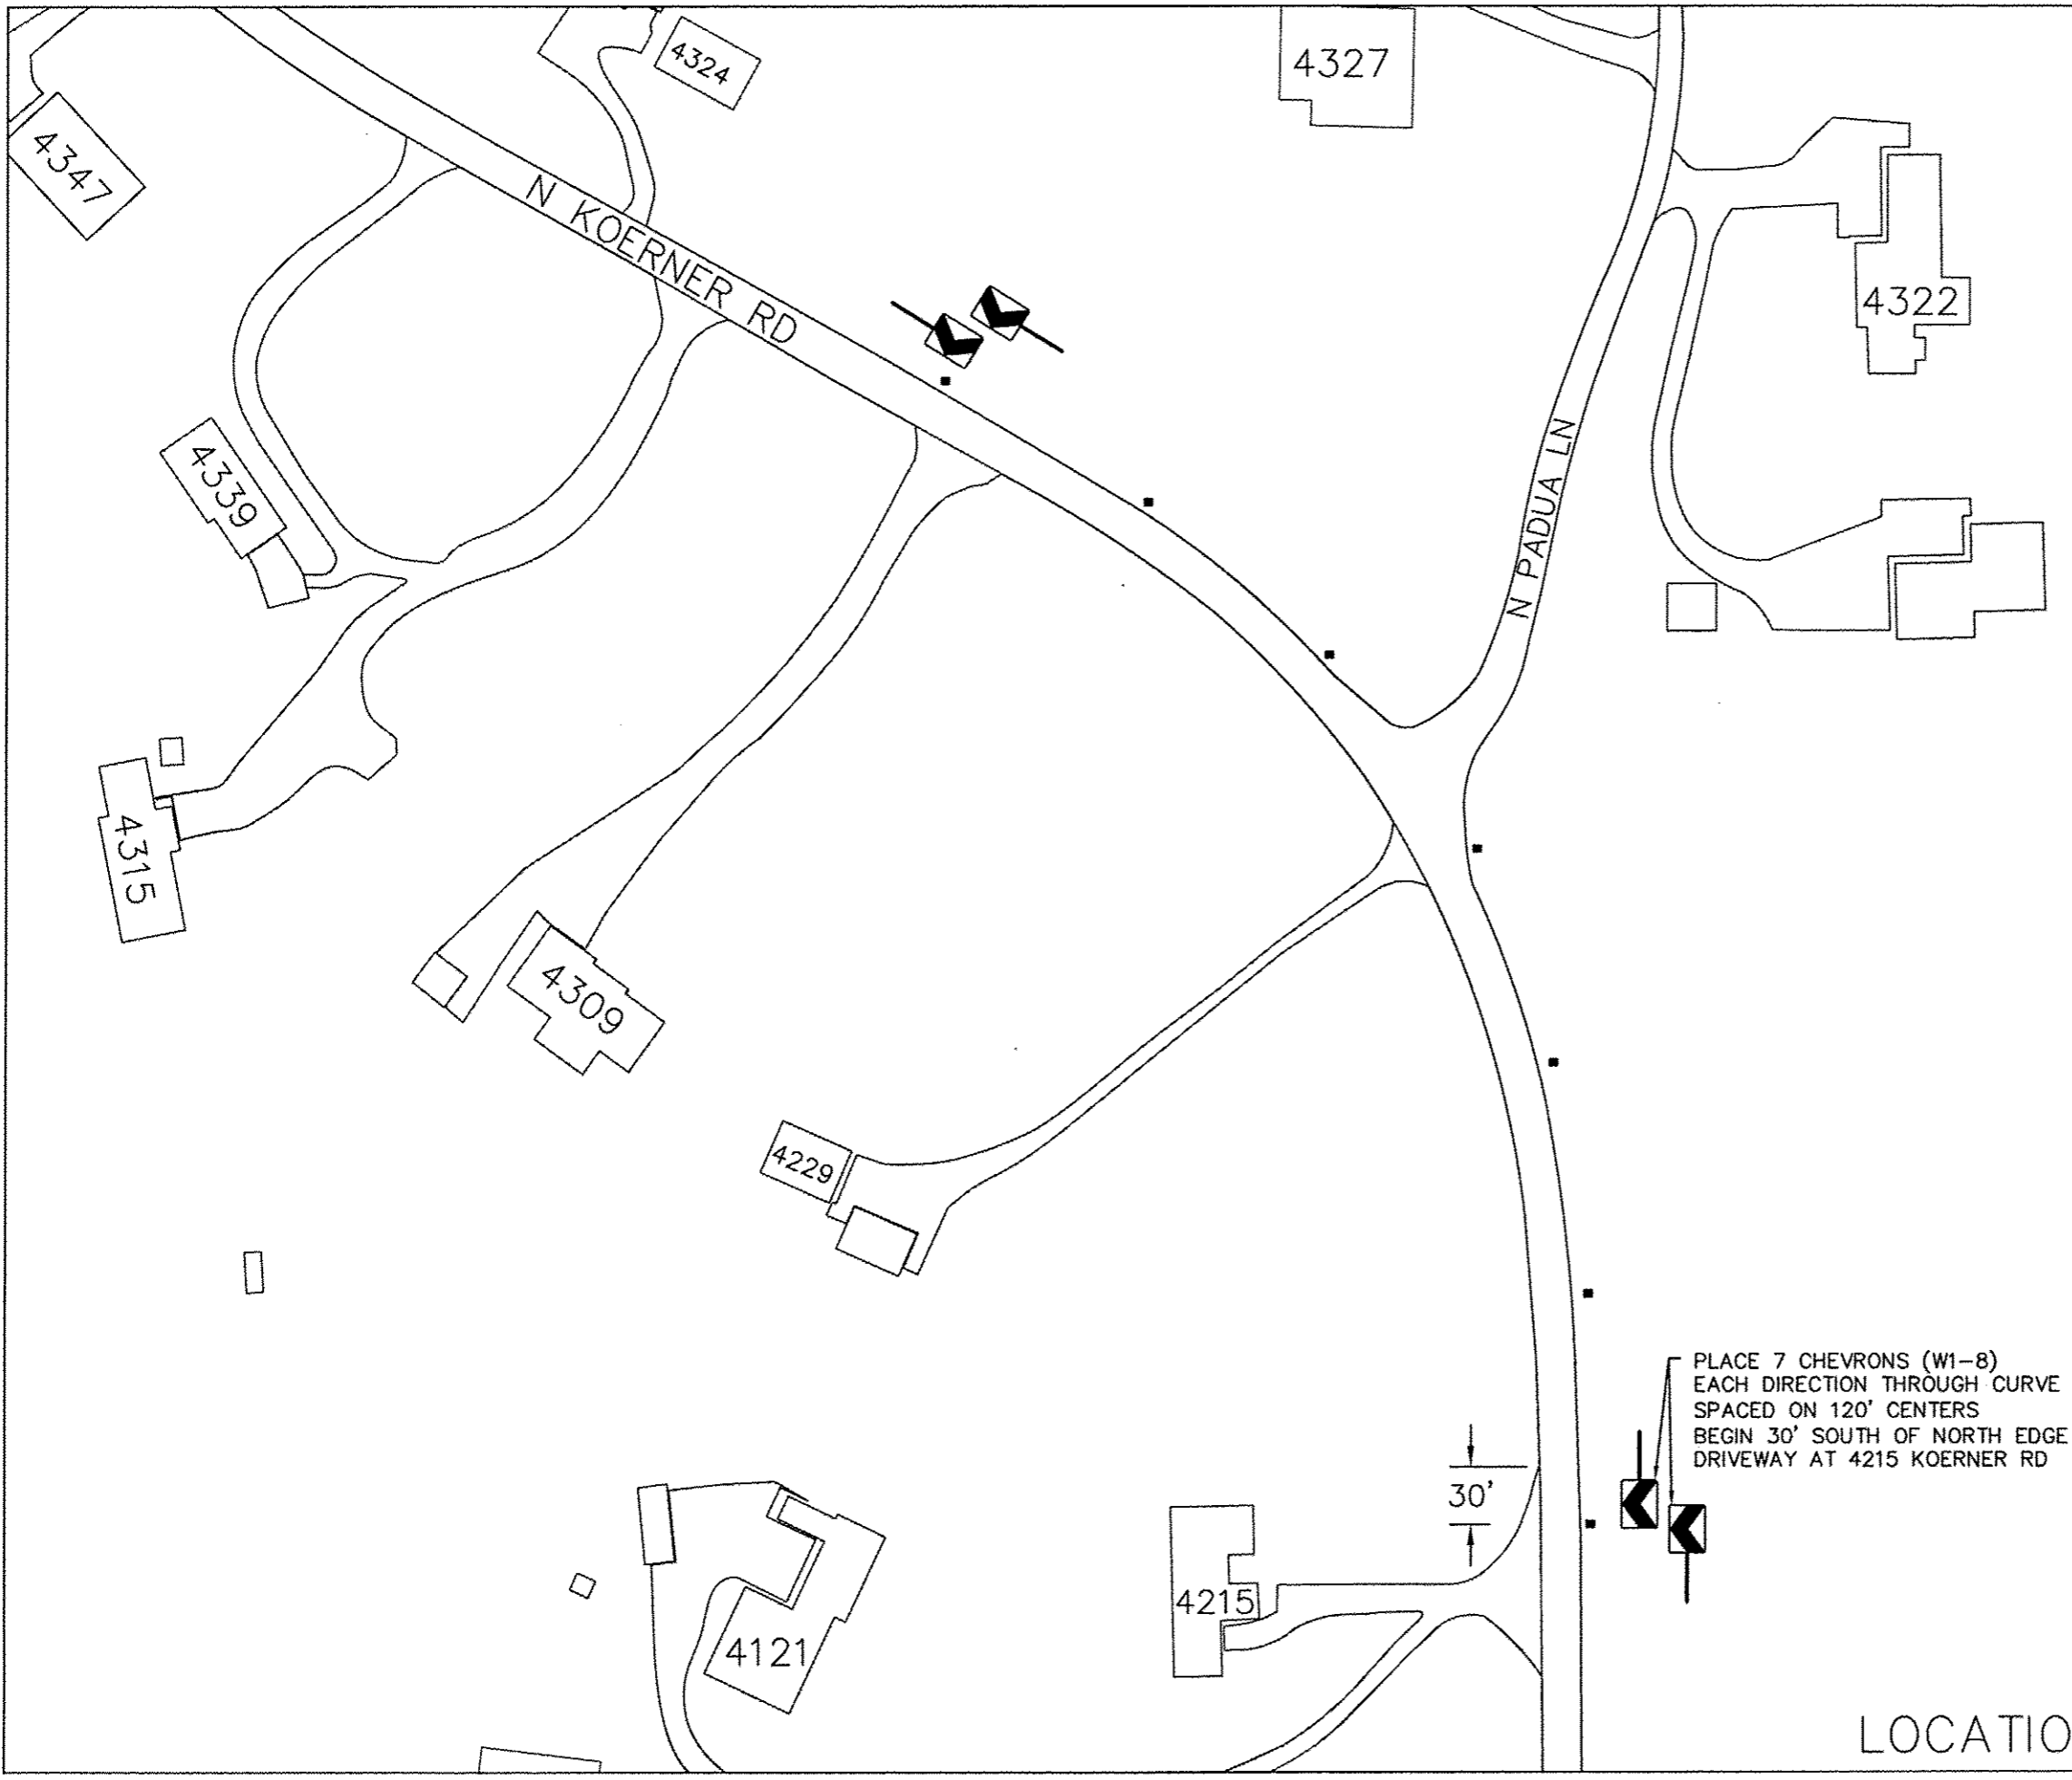 4324
4327
4347
N KOERNER RD
4322
N PADUA LN
4339
4315
4309
4229
PLACE 7 CHEVRONS (W1-8)
EACH DIRECTION THROUGH CURVE
SPACED ON 120' CENTERS
BEGIN 30' SOUTH OF NORTH EDGE
DRIVEWAY AT 4215 KOERNER RD
30'
4215
4121
LOCATIO